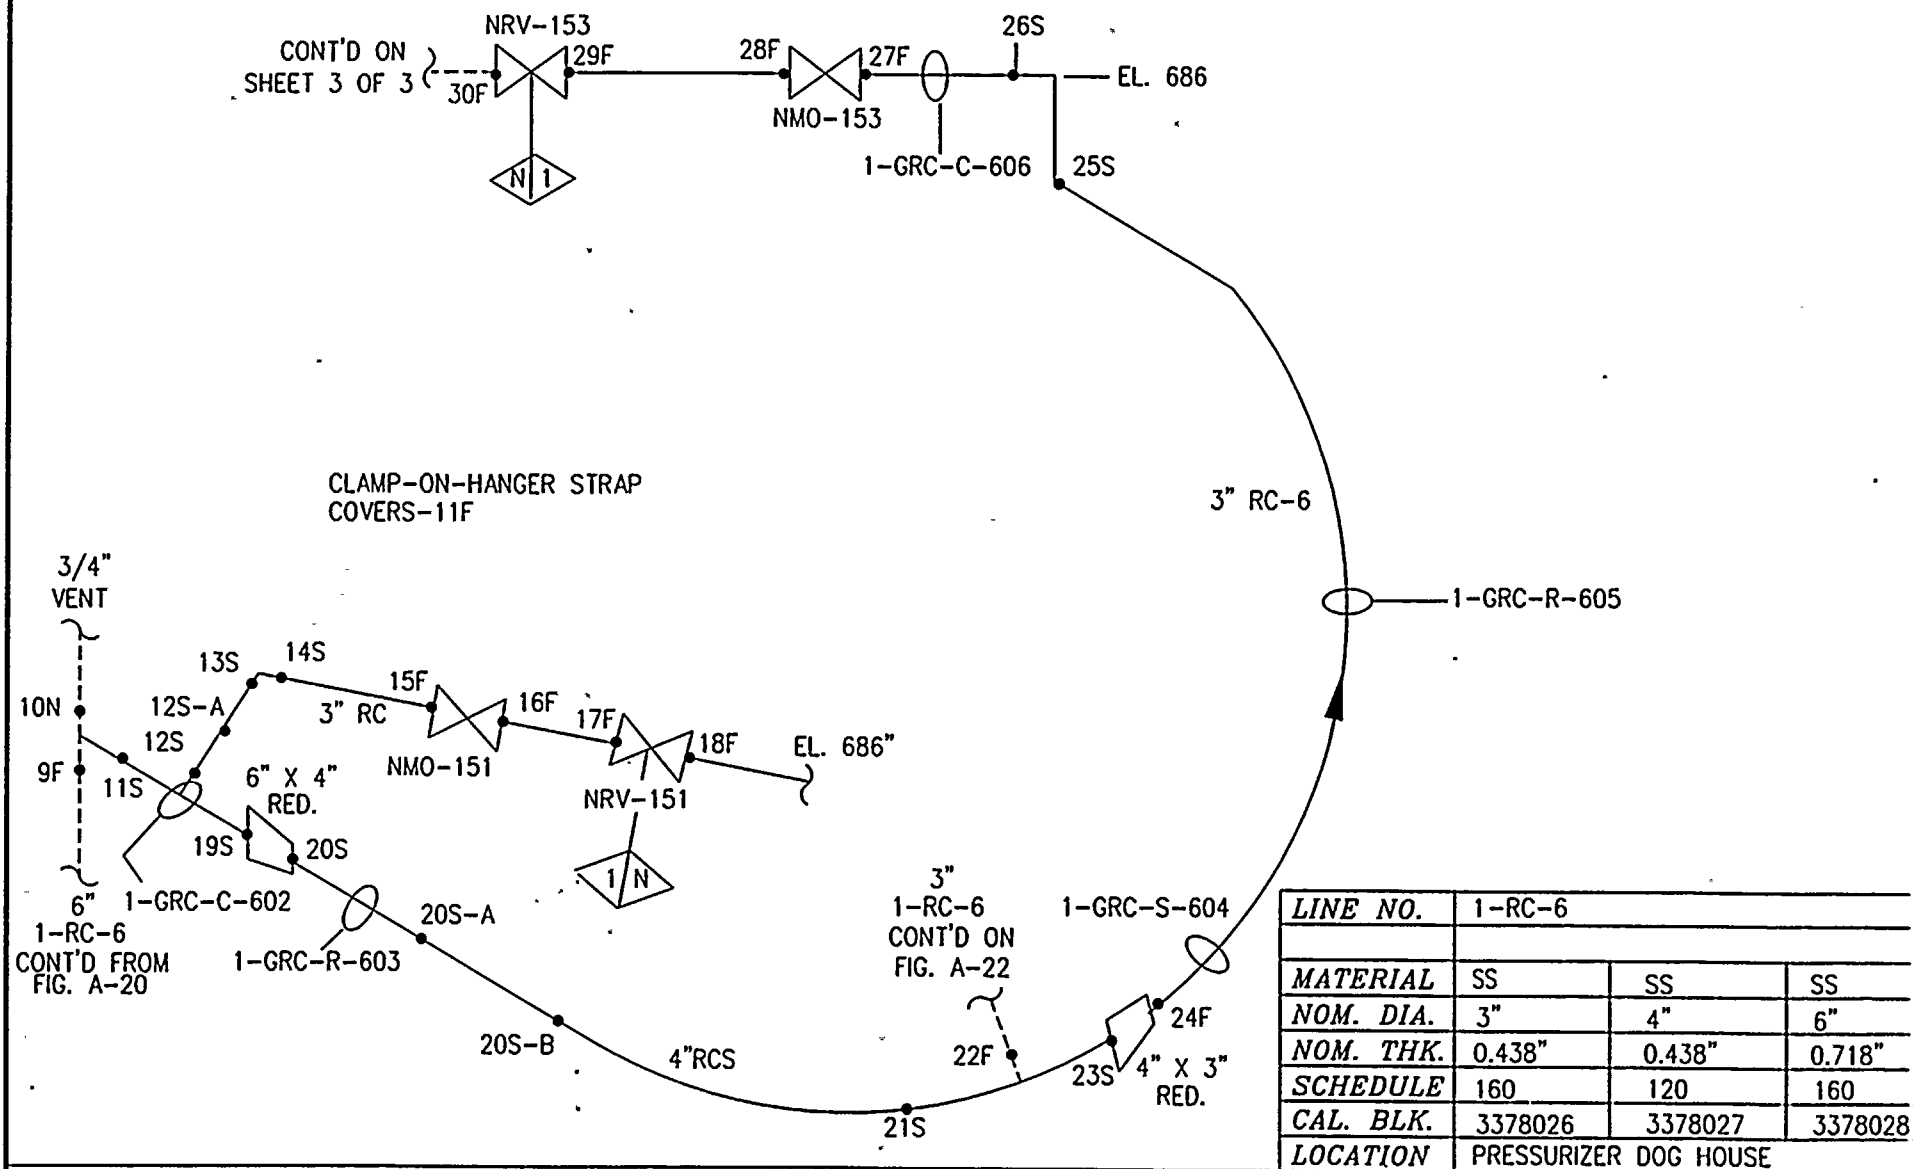 NRV-153
CONT'D ON
SHEET 3 OF 3
30F
29F
28F
27F
26S
EL. 686
NMO-153
N 1
1-GRC-C-606
25S
CLAMP-ON-HANGER STRAP
COVERS-11F
3" RC-6
1-GRC-R-605
3/4"
VENT
10N
9F
11S
12S
12S-A
13S
14S
15F
3" RC
16F
NMO-151
17F
18F
EL. 686"
NRV-151
1 N
6" X 4"
RED.
19S
20S
1-GRC-C-602
6"
1-RC-6
CONT'D FROM
FIG. A-20
1-GRC-R-603
20S-A
20S-B
4"RCS
21S
3"
1-RC-6
CONT'D ON
FIG. A-22
22F
1-GRC-S-604
23S
24F
4" X 3"
RED.
LINE NO. 1-RC-6
MATERIAL SS SS SS
NOM. DIA. 3" 4" 6"
NOM. THK. 0.438" 0.438" 0.718"
SCHEDULE 160 120 160
CAL. BLK. 3378026 3378027 3378028
LOCATION PRESSURIZER DOG HOUSE